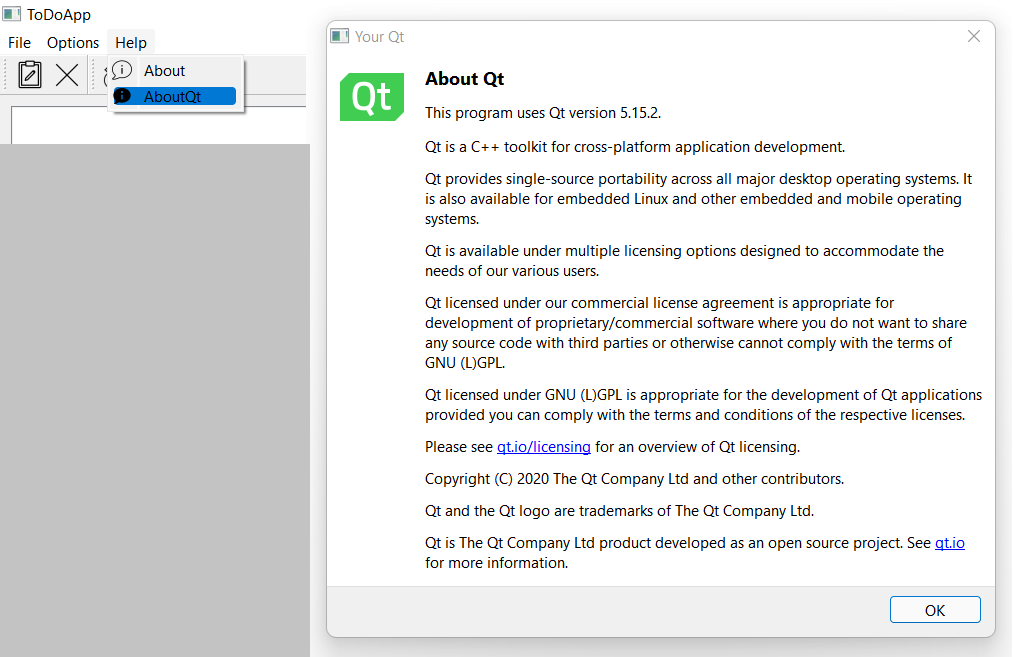 ToDoApp
File Options Help
About
AboutQt
Your Qt
Qt
About Qt
This program uses Qt version 5.15.2.
Qt is a C++ toolkit for cross-platform application development.
Qt provides single-source portability across all major desktop operating systems. It
is also available for embedded Linux and other embedded and mobile operating
systems.
Qt is available under multiple licensing options designed to accommodate the
needs of our various users.
Qt licensed under our commercial license agreement is appropriate for
development of proprietary/commercial software where you do not want to share
any source code with third parties or otherwise cannot comply with the terms of
GNU (L)GPL.
Qt licensed under GNU (L)GPL is appropriate for the development of Qt applications
provided you can comply with the terms and conditions of the respective licenses.
Please see qt.io/licensing for an overview of Qt licensing.
Copyright (C) 2020 The Qt Company Ltd and other contributors.
Qt and the Qt logo are trademarks of The Qt Company Ltd.
Qt is The Qt Company Ltd product developed as an open source project. See qt.io
for more information.
OK